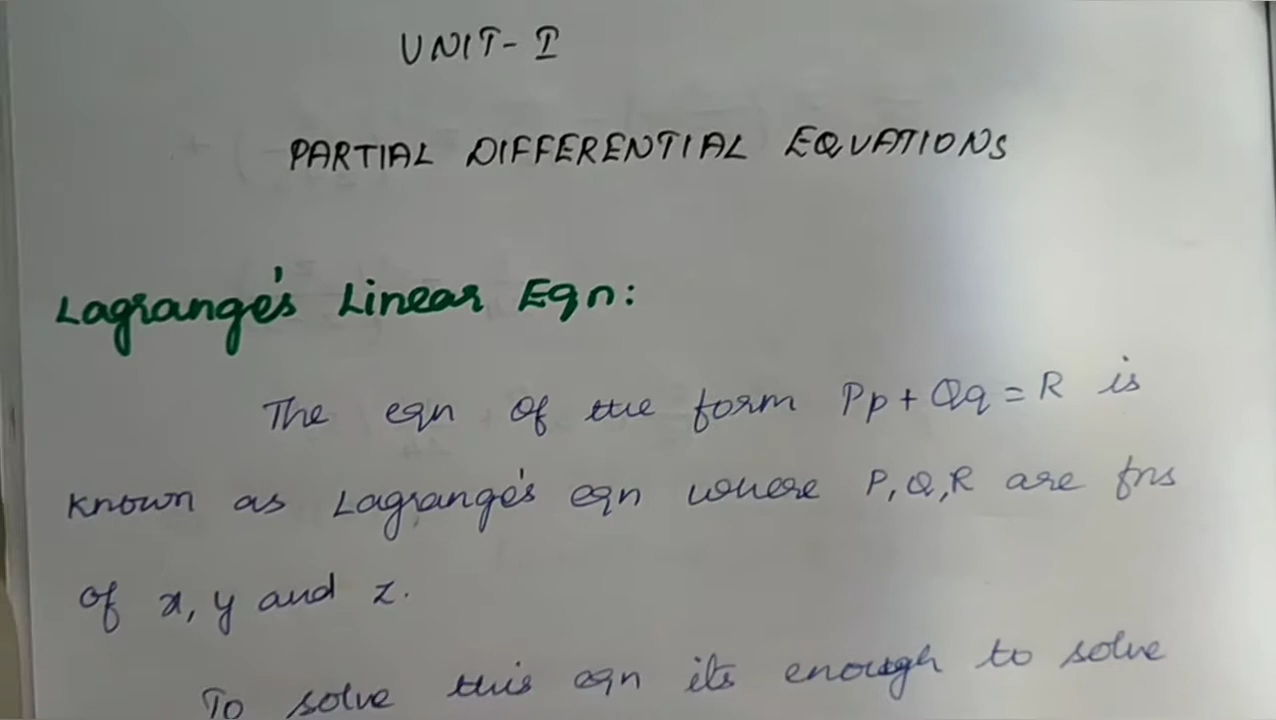 UNIT-I
PARTIAL DIFFERENTIAL EQUATIONS
Lagrange's Linear Eqn:
The eqn of the form Pp + Qq = R is
known as Lagrange's eqn where P, Q, R are fns
of x, y and z.
To solve this eqn its enough to solve